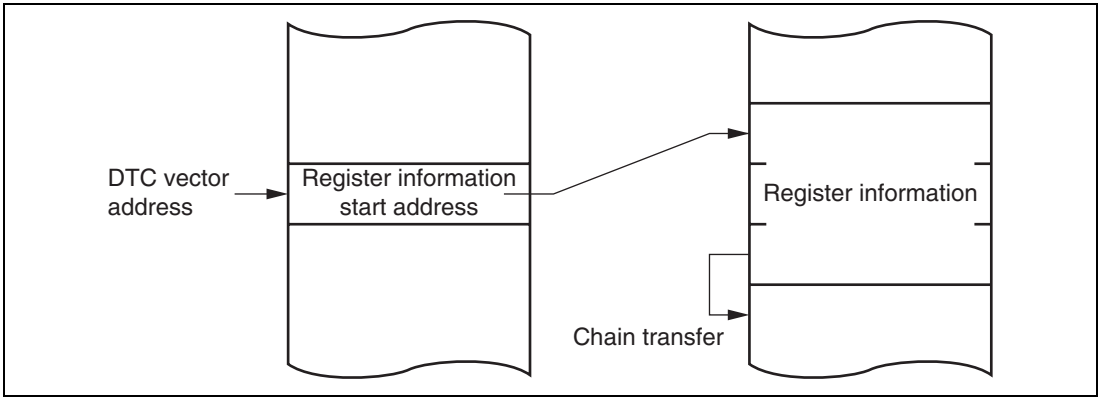 DTC vector
address
Register information
start address
Register information
Chain transfer